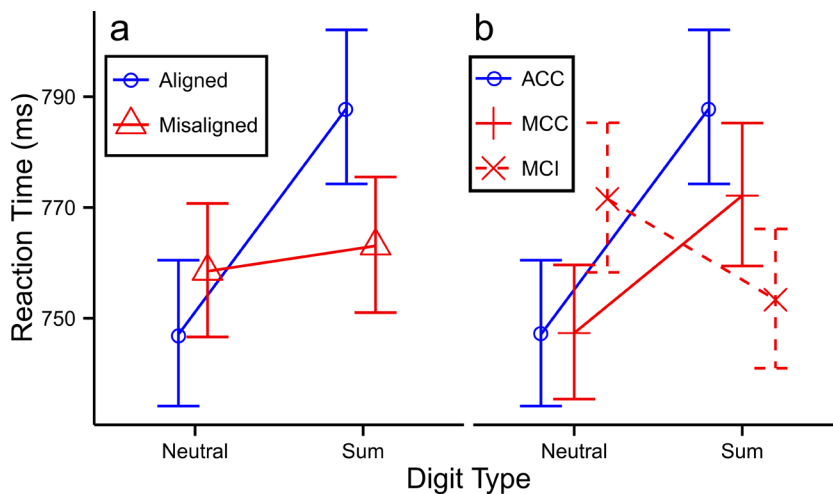 a
b
Aligned
Misaligned
ACC
MCC
MCI
Reaction Time (ms)
790
770
750
Neutral
Sum
Neutral
Sum
Digit Type